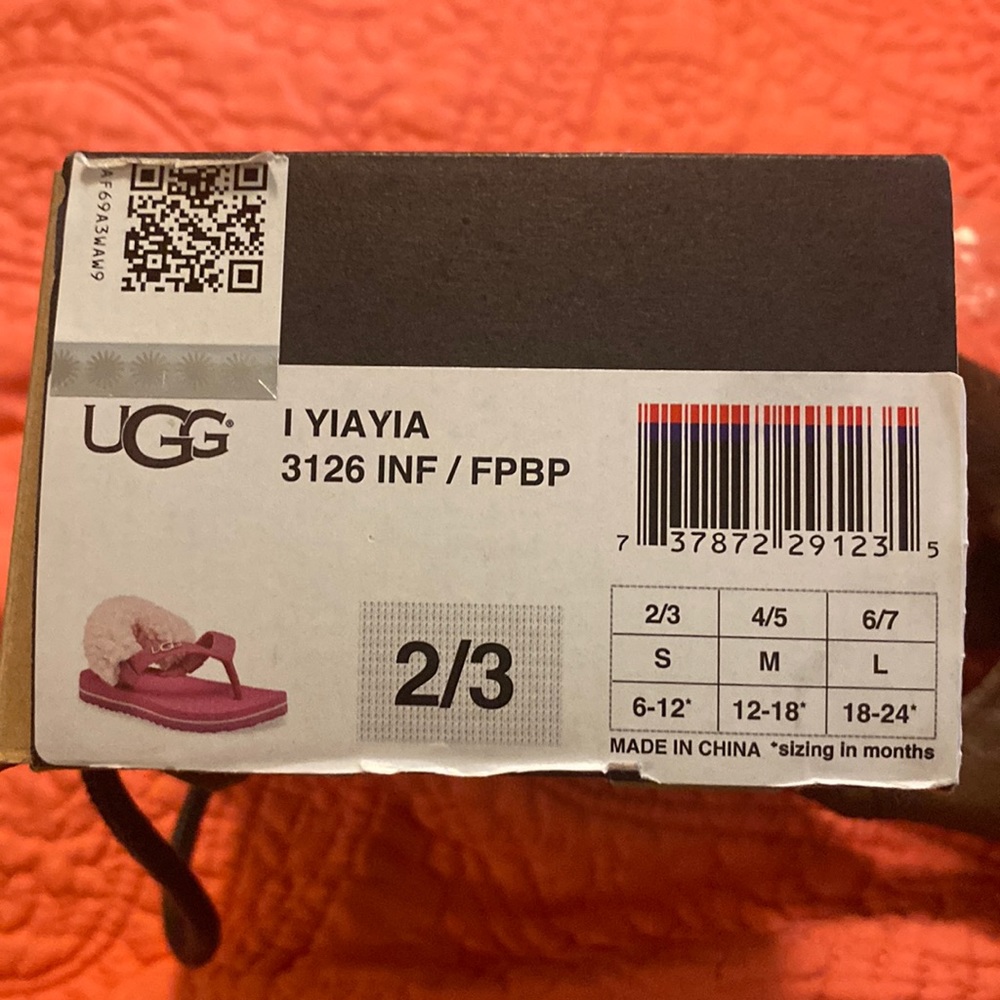 AF69A3WAW9
UGG®
I YIAYIA
3126 INF / FPBP
7 37872 29123 5
UGG
2/3
2/3 4/5 6/7
S M L
6-12* 12-18* 18-24*
MADE IN CHINA *sizing in months